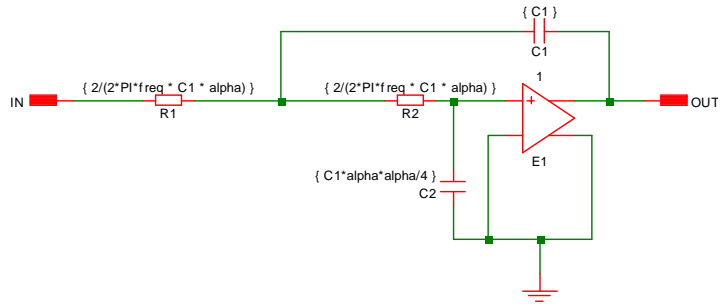 { C1 }
C1
{ 2/(2*PI*freq * C1 * alpha) }
{ 2/(2*PI*freq * C1 * alpha) }
1
IN
R1
R2
+
OUT
E1
{ C1*alpha*alpha/4 }
C2